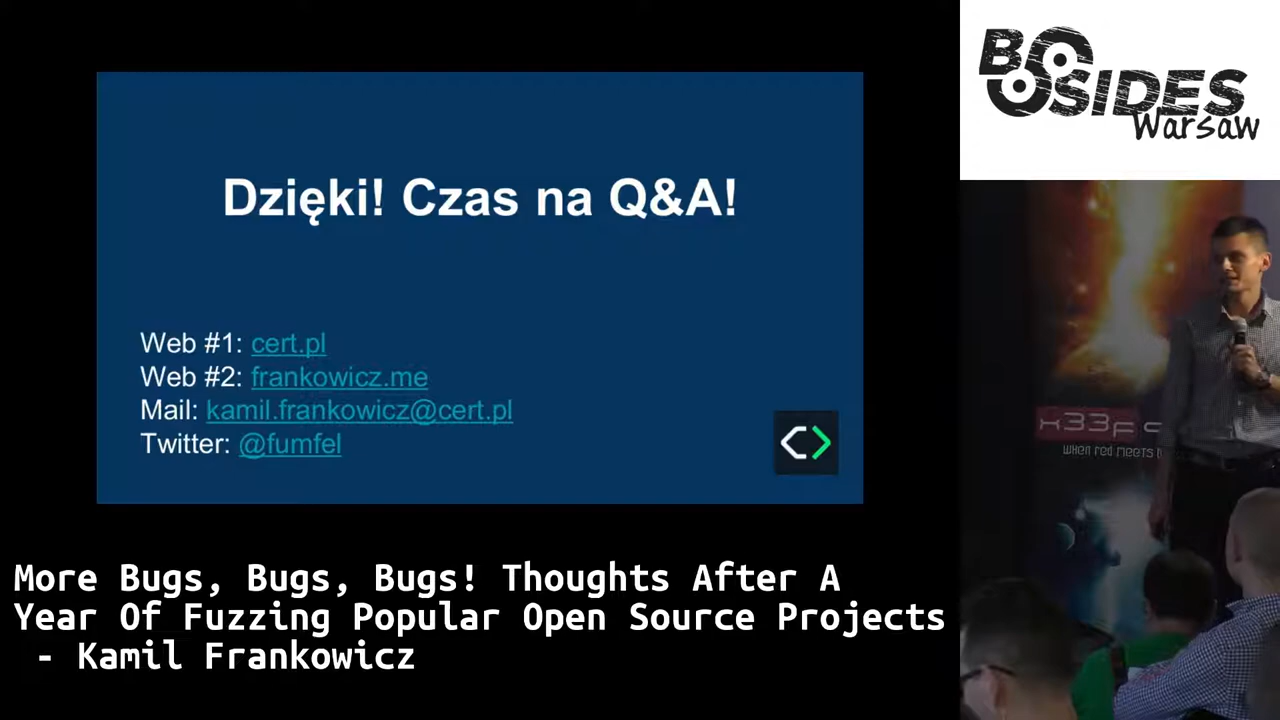 BSIDES
Warsaw
Dzięki! Czas na Q&A!
Web #1: cert.pl
Web #2: frankowicz.me
Mail: kamil.frankowicz@cert.pl
Twitter: @fumfel
More Bugs, Bugs, Bugs! Thoughts After A
Year Of Fuzzing Popular Open Source Projects
- Kamil Frankowicz